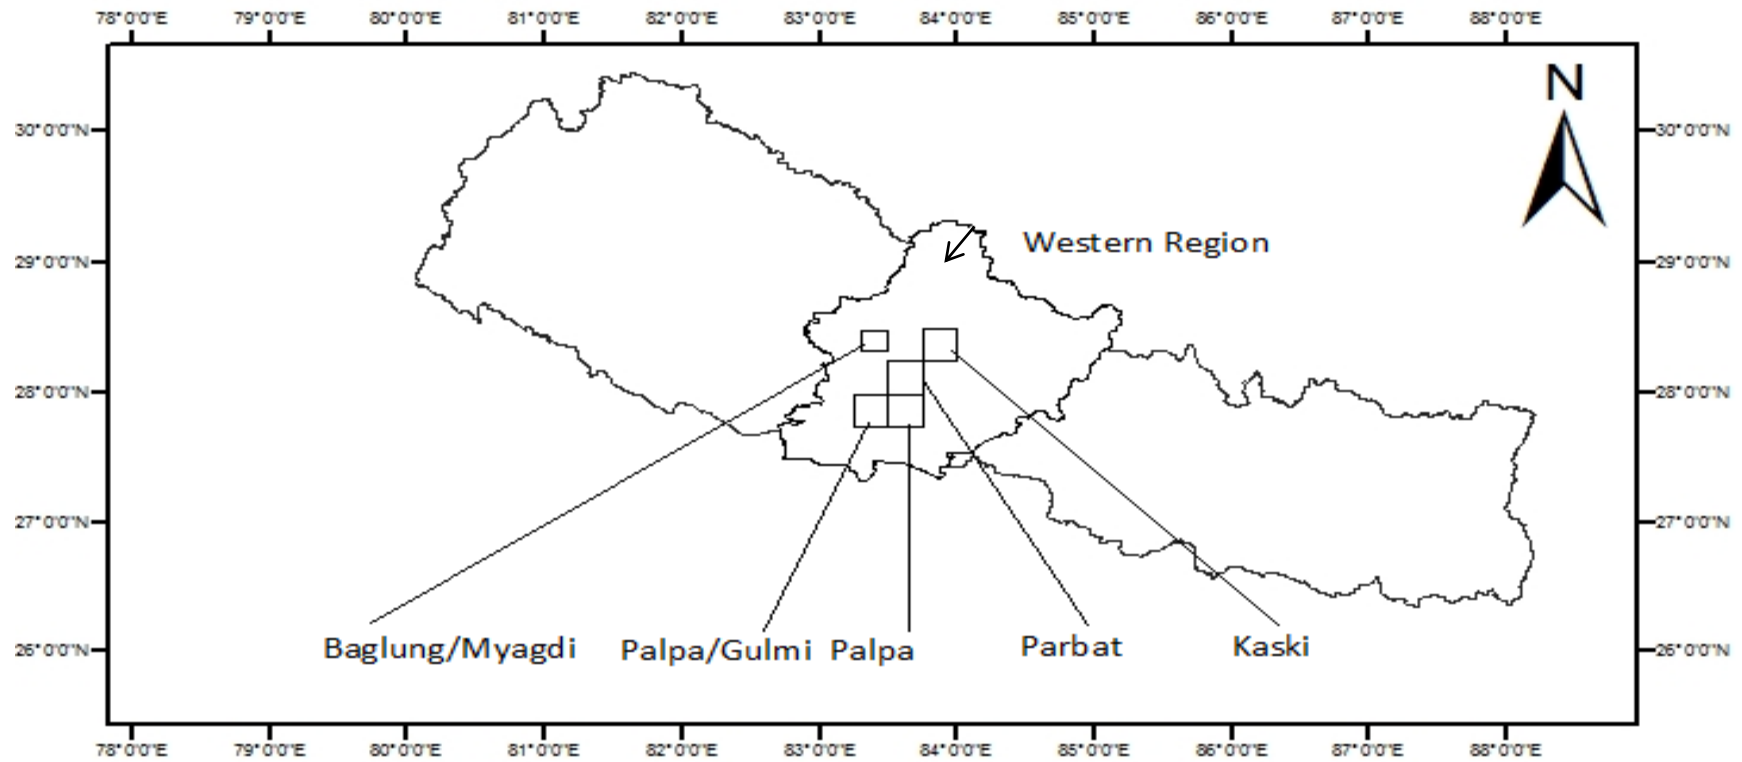 78°0'0"E 79°0'0"E 80°0'0"E 81°0'0"E 82°0'0"E 83°0'0"E 84°0'0"E 85°0'0"E 86°0'0"E 87°0'0"E 88°0'0"E
N
30°0'0"N 30°0'0"N
Western Region
29°0'0"N 29°0'0"N
28°0'0"N 28°0'0"N
27°0'0"N 27°0'0"N
Baglung/Myagdi Palpa/Gulmi Palpa Parbat Kaski
26°0'0"N 26°0'0"N
78°0'0"E 79°0'0"E 80°0'0"E 81°0'0"E 82°0'0"E 83°0'0"E 84°0'0"E 85°0'0"E 86°0'0"E 87°0'0"E 88°0'0"E